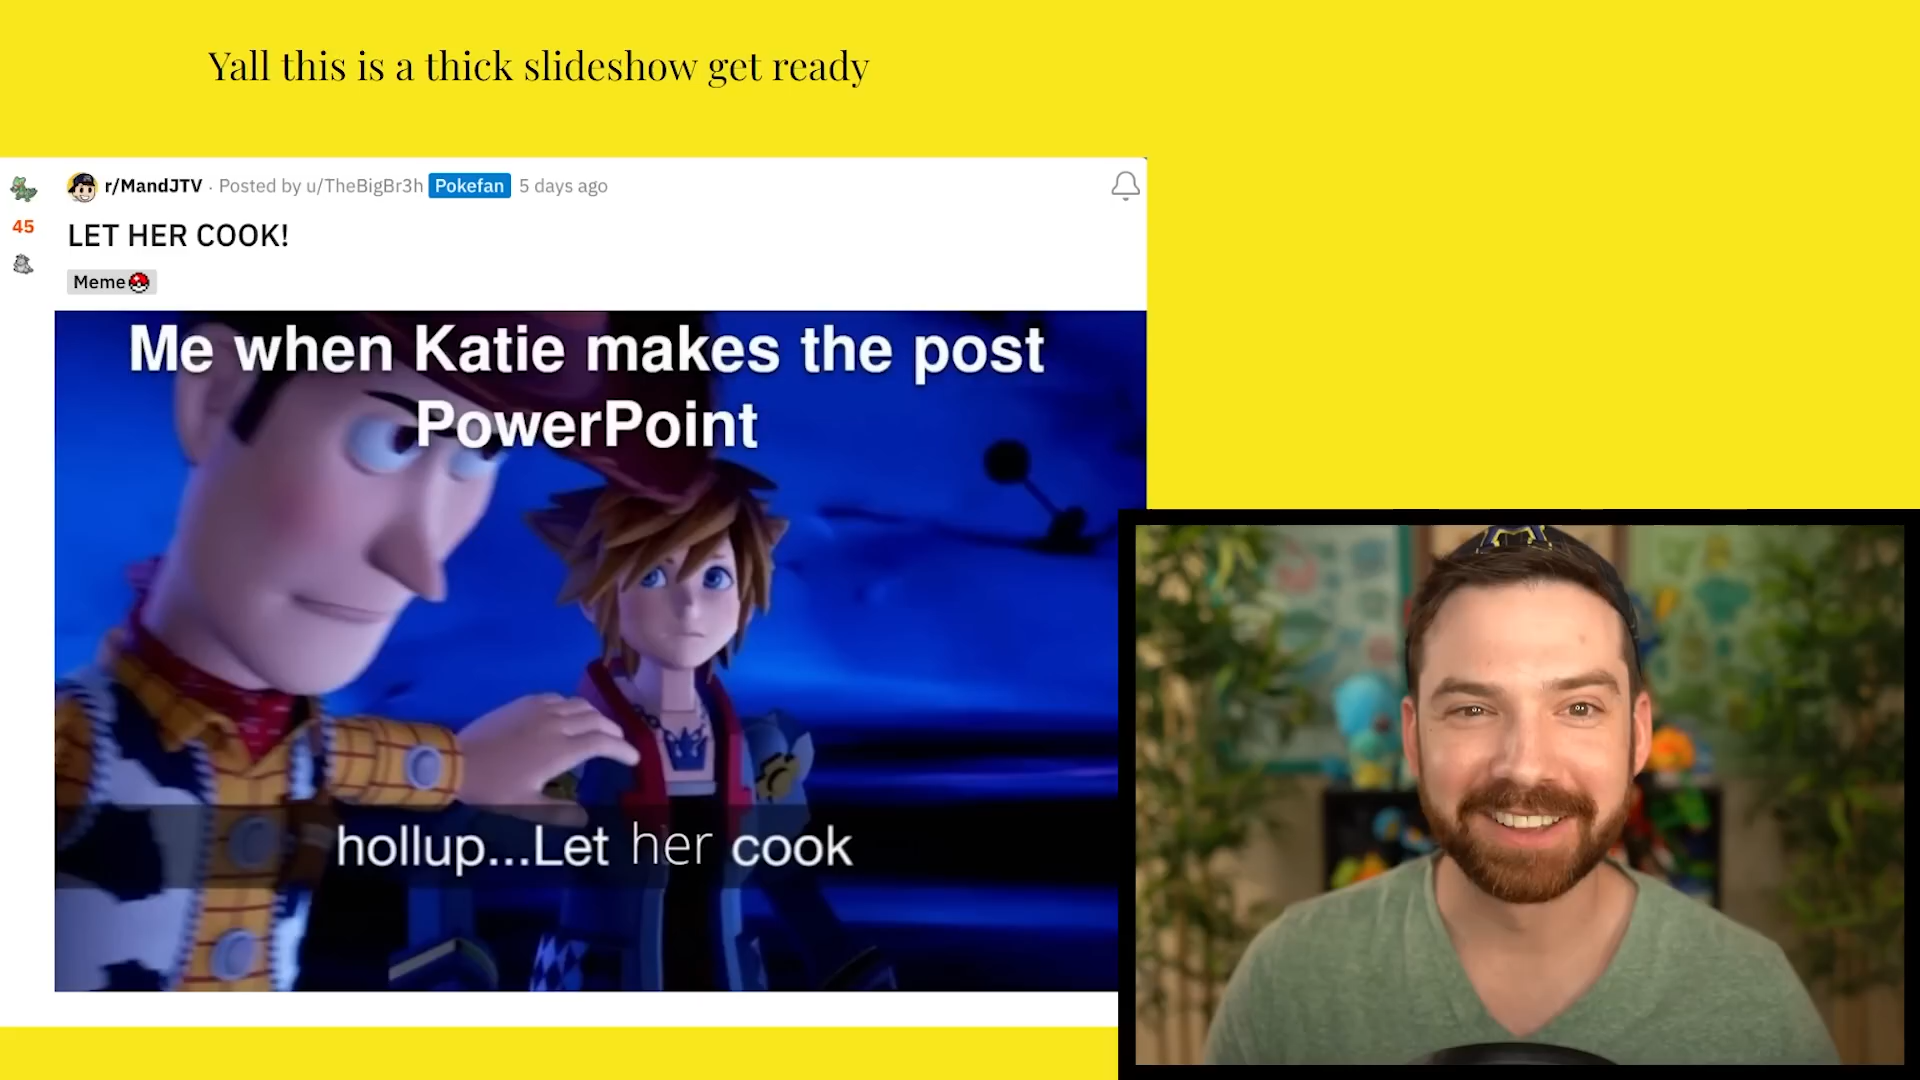 Yall this is a thick slideshow get ready
r/MandJTV · Posted by u/TheBigBr3h Pokefan 5 days ago
45
LET HER COOK!
Meme
Me when Katie makes the post
PowerPoint
hollup...Let her cook